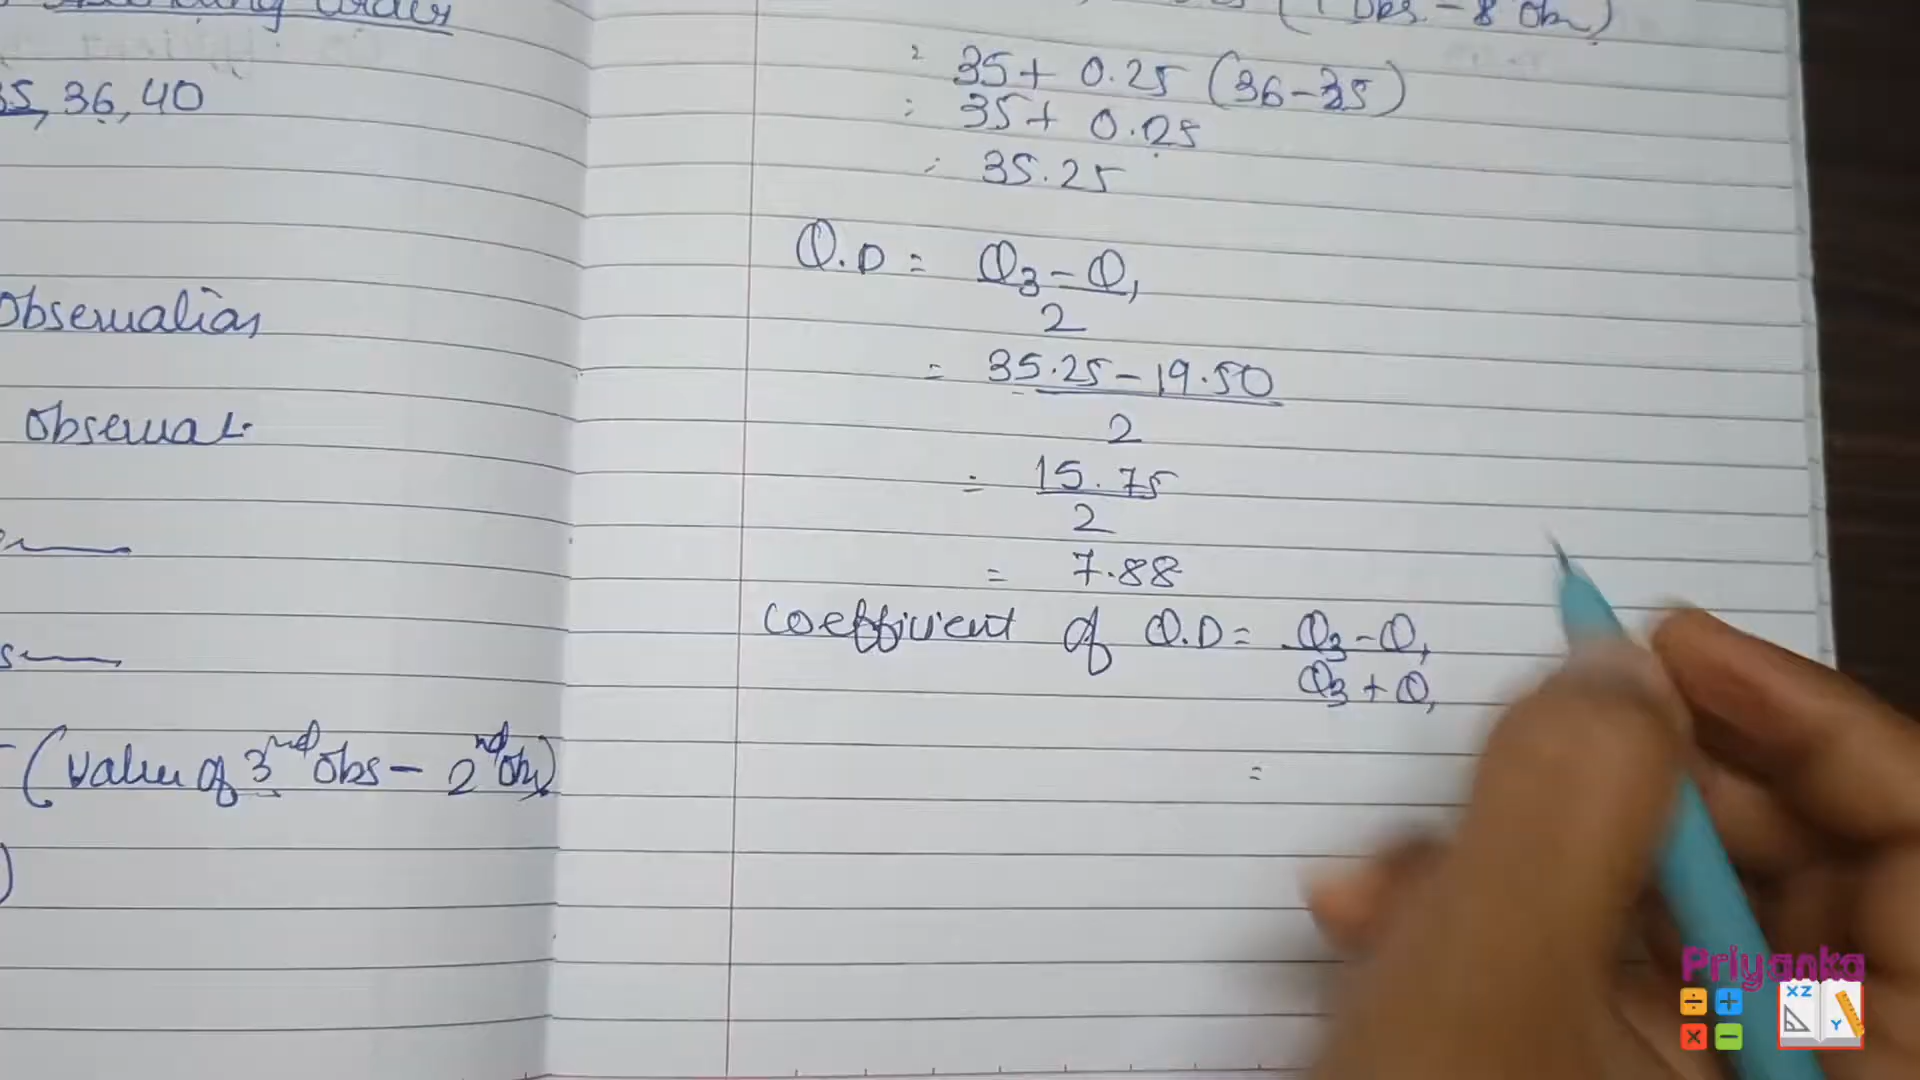 35, 36, 40
Observation
Observat.
(Value of 3nd Obs – 2nd Obs)
)
= 35 + 0.25 (36–35)
= 35 + 0.25
= 35.25
Q.D = Q3 – Q1
2
= 35.25 – 19.50
2
= 15.75
2
= 7.88
coefficient of Q.D = Q3 – Q1
Q3 + Q1
=
Priyanka
XZ
Y